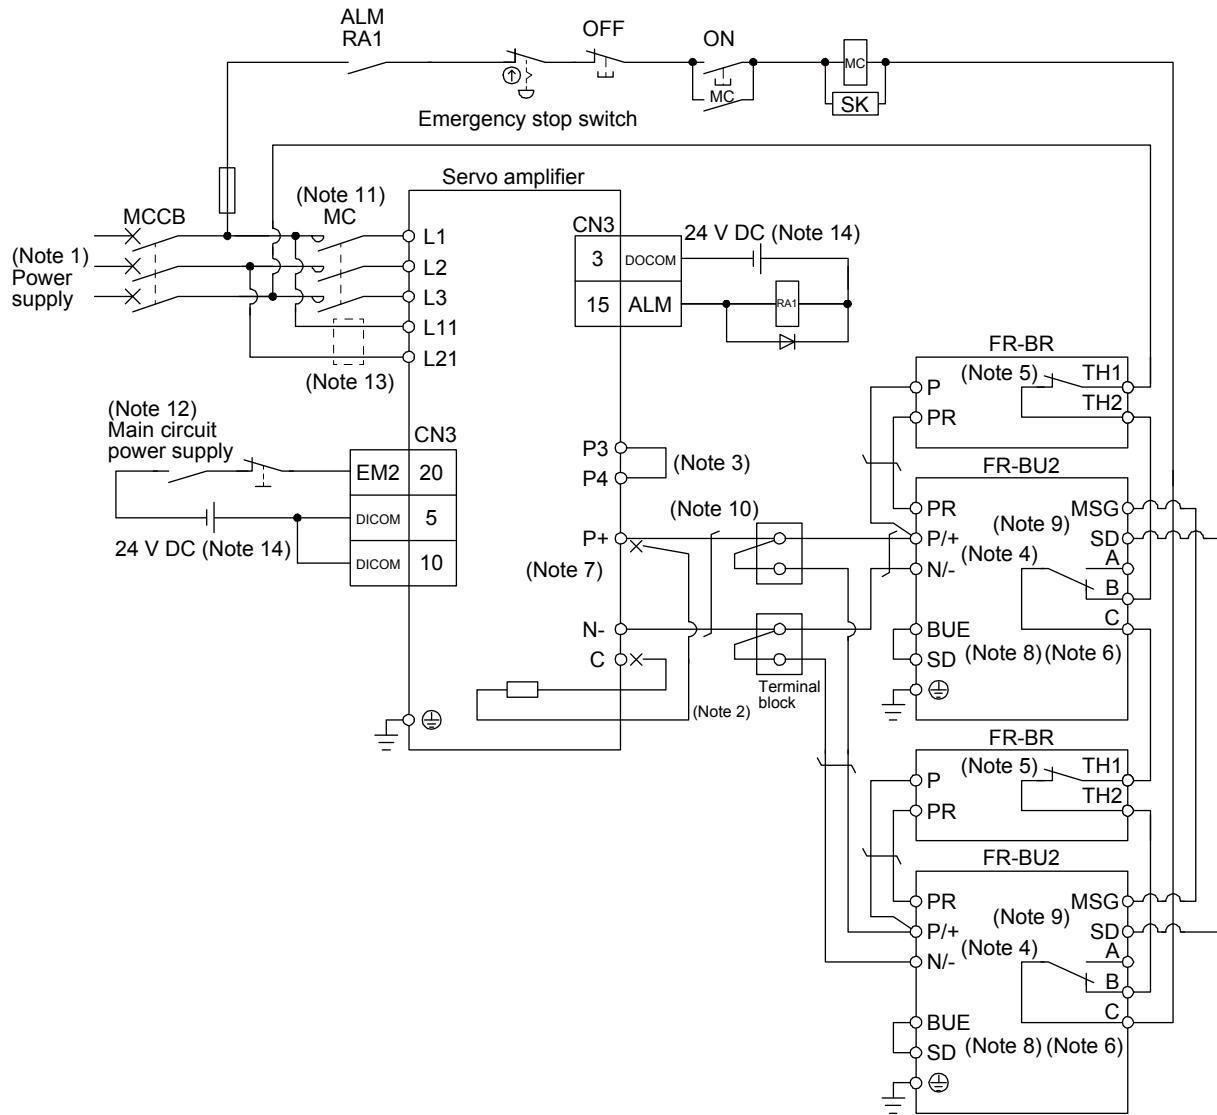 ALM
RA1
OFF
ON
MC
MC
SK
Emergency stop switch
Servo amplifier
(Note 11)
MCCB
MC
CN3
24 V DC (Note 14)
L1
3
DOCOM
(Note 1)
Power
supply
L2
L3
15
ALM
RA1
L11
L21
(Note 13)
FR-BR
(Note 5)
TH1
P
TH2
PR
(Note 12)
Main circuit
power supply
CN3
EM2
20
DICOM
5
24 V DC (Note 14)
DICOM
10
P3
(Note 3)
P4
FR-BU2
(Note 10)
PR
MSG
(Note 9)
P+
P/+
SD
(Note 4)
A
(Note 7)
N/-
B
C
N-
BUE
C
SD
(Note 8)
(Note 6)
Terminal
block
(Note 2)
FR-BR
(Note 5)
TH1
P
TH2
PR
FR-BU2
PR
MSG
(Note 9)
P/+
SD
(Note 4)
A
N/-
B
C
BUE
SD
(Note 8)
(Note 6)